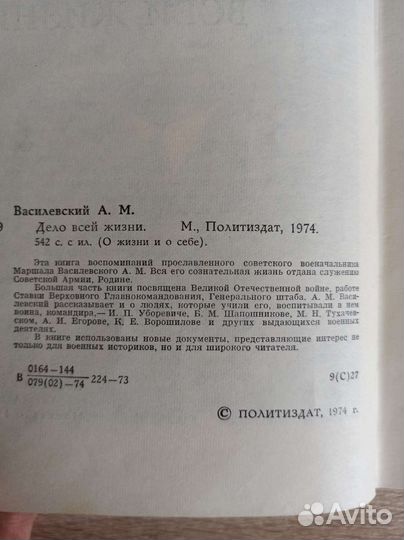 Василевский А. М.
9
Дело всей жизни. М., Политиздат, 1974.
542 с. с ил. (О жизни и о себе).
Эта книга воспоминаний прославленного советского военачальника
Маршала Василевского А. М. Вся его сознательная жизнь отдана служению
Советской Армии, Родине.
Большая часть книги посвящена Великой Отечественной войне, работе
Ставки Верховного Главнокомандования, Генерального штаба. А. М. Васи-
левский рассказывает и о людях, которые учили его, воспитывали в нем
воина, командира,— И. П. Уборевиче, Б. М. Шапошникове, М. Н. Тухачев-
ском, А. И. Егорове, К. Е. Ворошилове и других выдающихся военных
деятелях.
В книге использованы новые документы, представляющие интерес не
только для военных историков, но и для широкого читателя.
0164-144
В 079(02)-74 224-73 9(С)27
© ПОЛИТИЗДАТ, 1974 г.
Avito